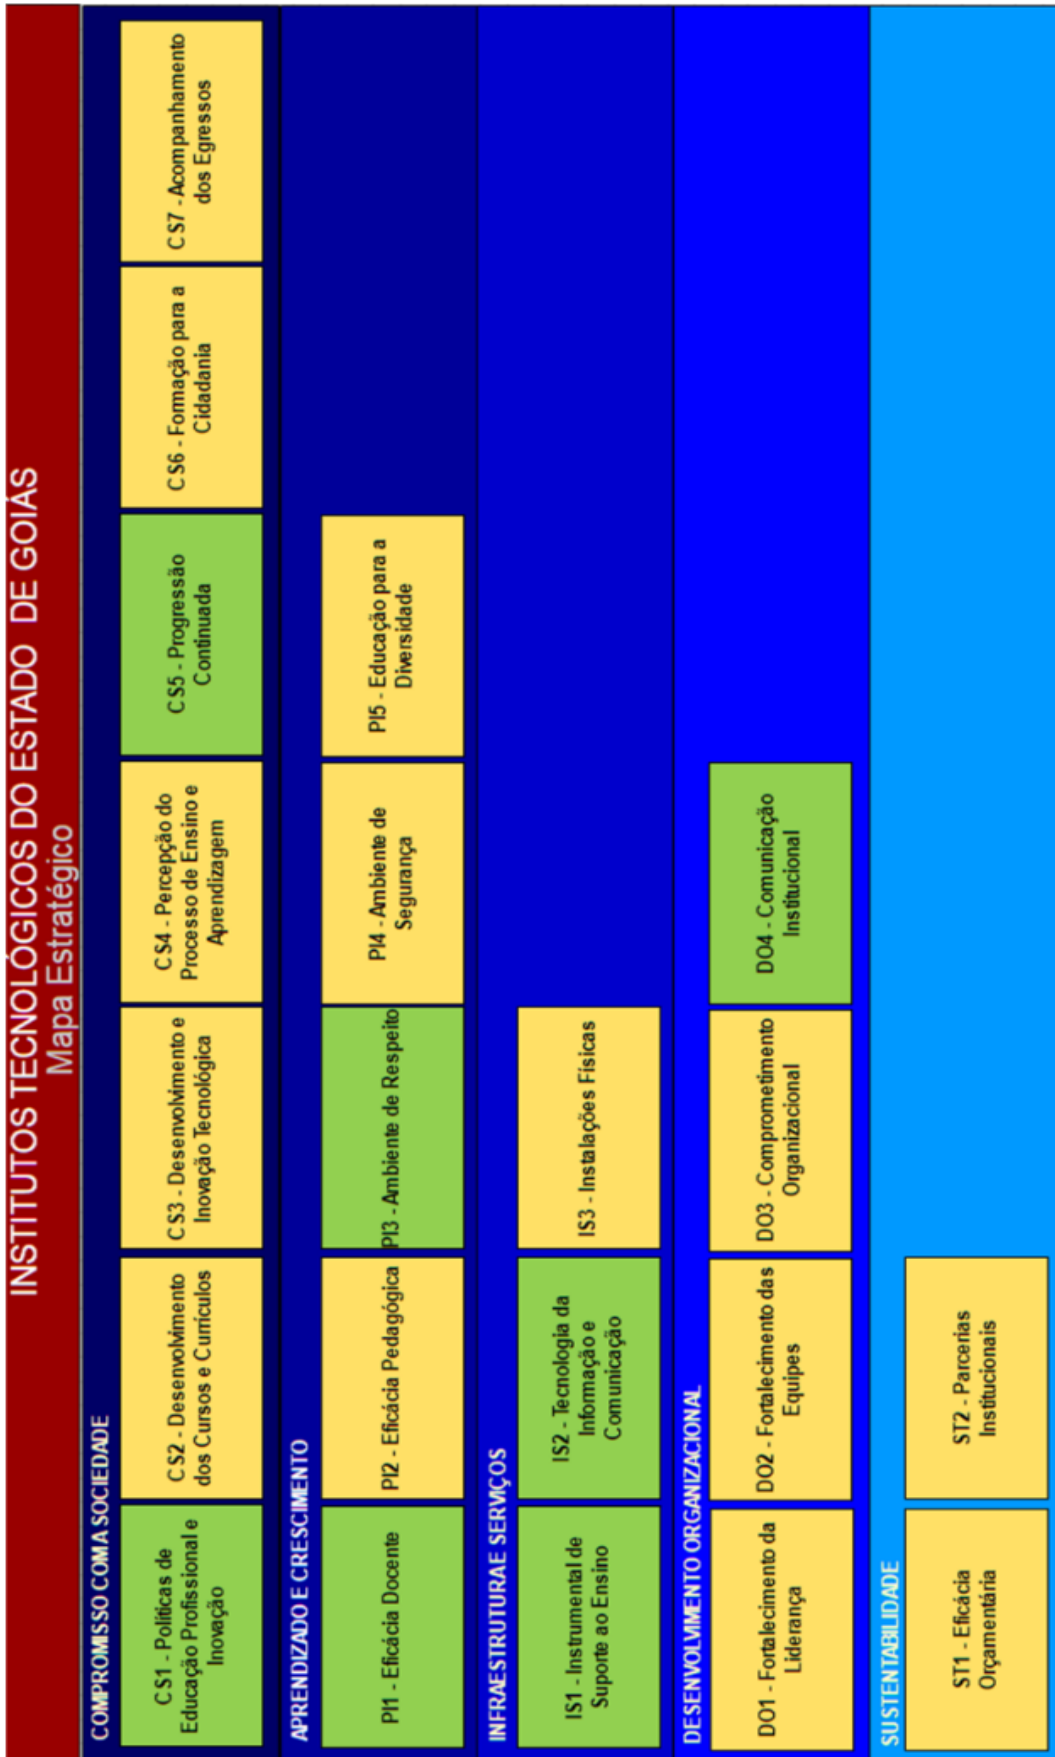 INSTITUTOS TECNOLÓGICOS DO ESTADO DE GOIÁS
Mapa Estratégico
COMPROMISSO COM A SOCIEDADE
CS1 - Políticas de
Educação Profissional e
Inovação
CS2 - Desenvolvimento
dos Cursos e Currículos
CS3 - Desenvolvimento e
Inovação Tecnológica
CS4 - Percepção do
Processo de Ensino e
Aprendizagem
CS5 - Progressão
Continuada
CS6 - Formação para a
Cidadania
CS7 - Acompanhamento
dos Egressos
APRENDIZADO E CRESCIMENTO
PI1 - Eficácia Docente
PI2 - Eficácia Pedagógica
PI3 - Ambiente de Respeito
PI4 - Ambiente de
Segurança
PI5 - Educação para a
Diversidade
INFRAESTRUTURA E SERVIÇOS
IS1 - Instrumental de
Suporte ao Ensino
IS2 - Tecnologia da
Informação e
Comunicação
IS3 - Instalações Físicas
DESENVOLVIMENTO ORGANIZACIONAL
DO1 - Fortalecimento da
Liderança
DO2 - Fortalecimento das
Equipes
DO3 - Comprometimento
Organizacional
DO4 - Comunicação
Institucional
SUSTENTABILIDADE
ST1 - Eficácia
Orçamentária
ST2 - Parcerias
Institucionais